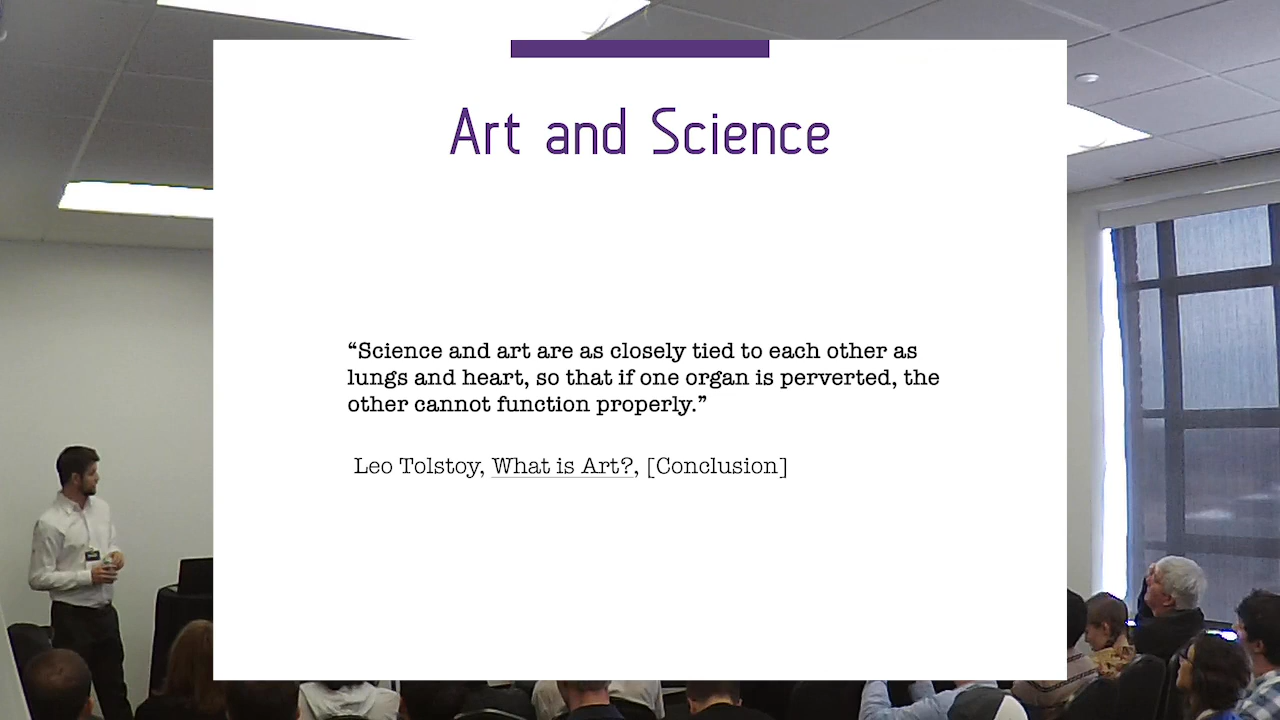 Art and Science
“Science and art are as closely tied to each other as
lungs and heart, so that if one organ is perverted, the
other cannot function properly.”
Leo Tolstoy, What is Art?, [Conclusion]